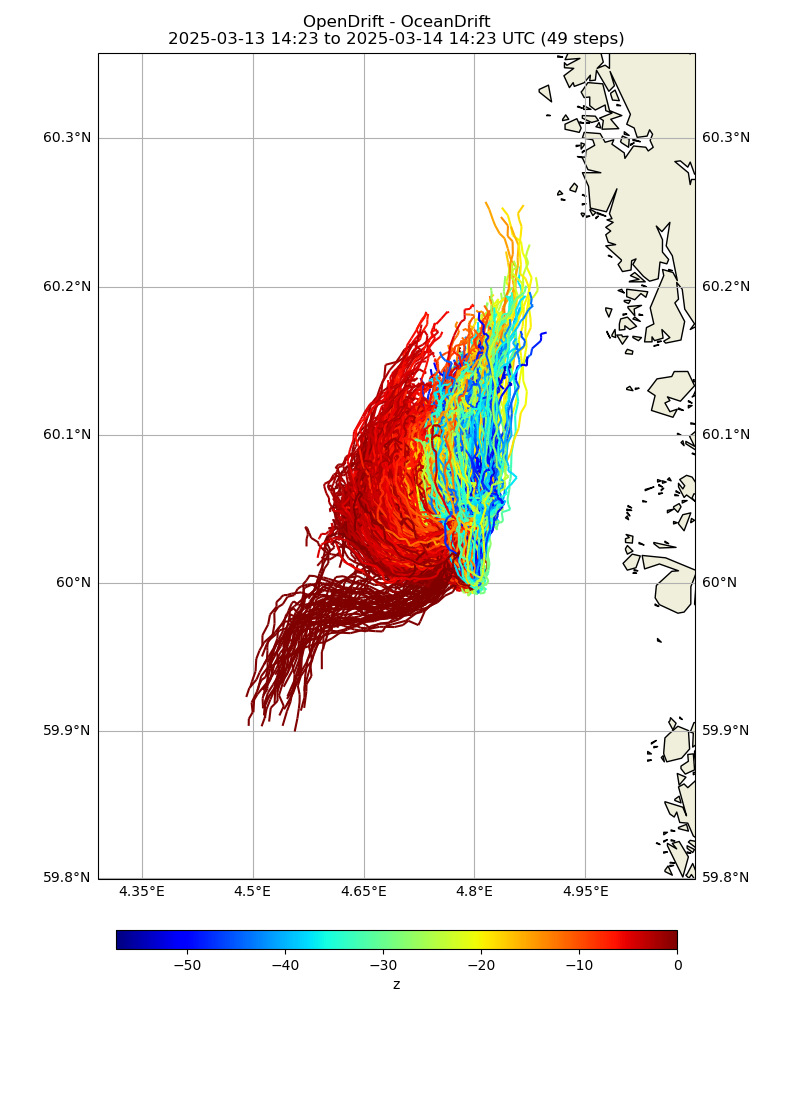 OpenDrift - OceanDrift
2025-03-13 14:23 to 2025-03-14 14:23 UTC (49 steps)
60.3°N 60.3°N
60.2°N 60.2°N
60.1°N 60.1°N
60°N 60°N
59.9°N 59.9°N
59.8°N 59.8°N
4.35°E 4.5°E 4.65°E 4.8°E 4.95°E
−50 −40 −30 −20 −10 0
z